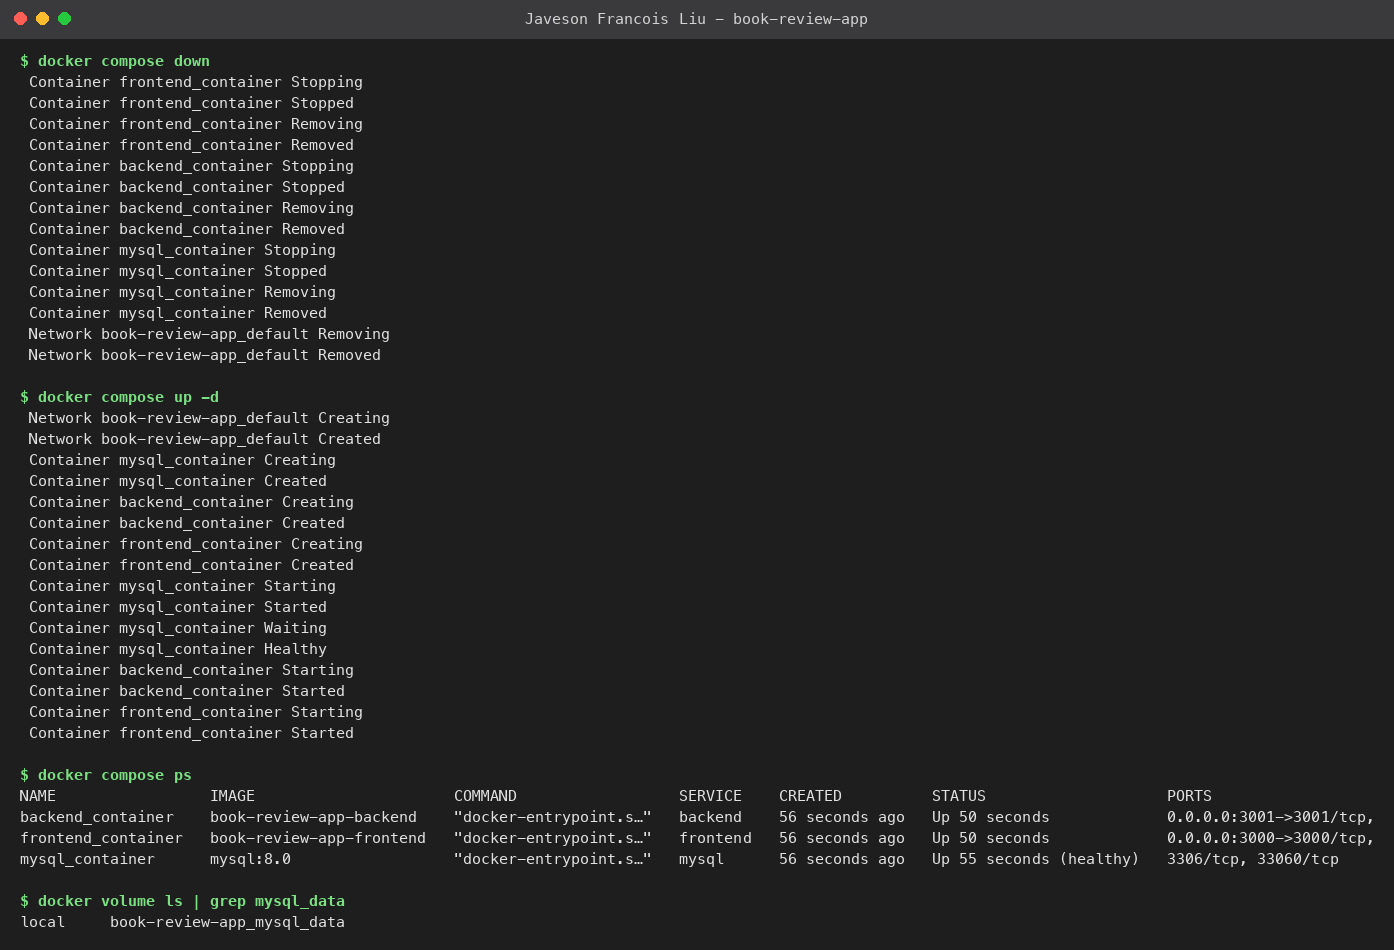 Javeson Francois Liu — book-review-app
$ docker compose down
Container frontend_container Stopping
Container frontend_container Stopped
Container frontend_container Removing
Container frontend_container Removed
Container backend_container Stopping
Container backend_container Stopped
Container backend_container Removing
Container backend_container Removed
Container mysql_container Stopping
Container mysql_container Stopped
Container mysql_container Removing
Container mysql_container Removed
Network book-review-app_default Removing
Network book-review-app_default Removed
$ docker compose up -d
Network book-review-app_default Creating
Network book-review-app_default Created
Container mysql_container Creating
Container mysql_container Created
Container backend_container Creating
Container backend_container Created
Container frontend_container Creating
Container frontend_container Created
Container mysql_container Starting
Container mysql_container Started
Container mysql_container Waiting
Container mysql_container Healthy
Container backend_container Starting
Container backend_container Started
Container frontend_container Starting
Container frontend_container Started
$ docker compose ps
NAME IMAGE COMMAND SERVICE CREATED STATUS PORTS
backend_container book-review-app-backend "docker-entrypoint.s…" backend 56 seconds ago Up 50 seconds 0.0.0.0:3001->3001/tcp,
frontend_container book-review-app-frontend "docker-entrypoint.s…" frontend 56 seconds ago Up 50 seconds 0.0.0.0:3000->3000/tcp,
mysql_container mysql:8.0 "docker-entrypoint.s…" mysql 56 seconds ago Up 55 seconds (healthy) 3306/tcp, 33060/tcp
$ docker volume ls | grep mysql_data
local book-review-app_mysql_data